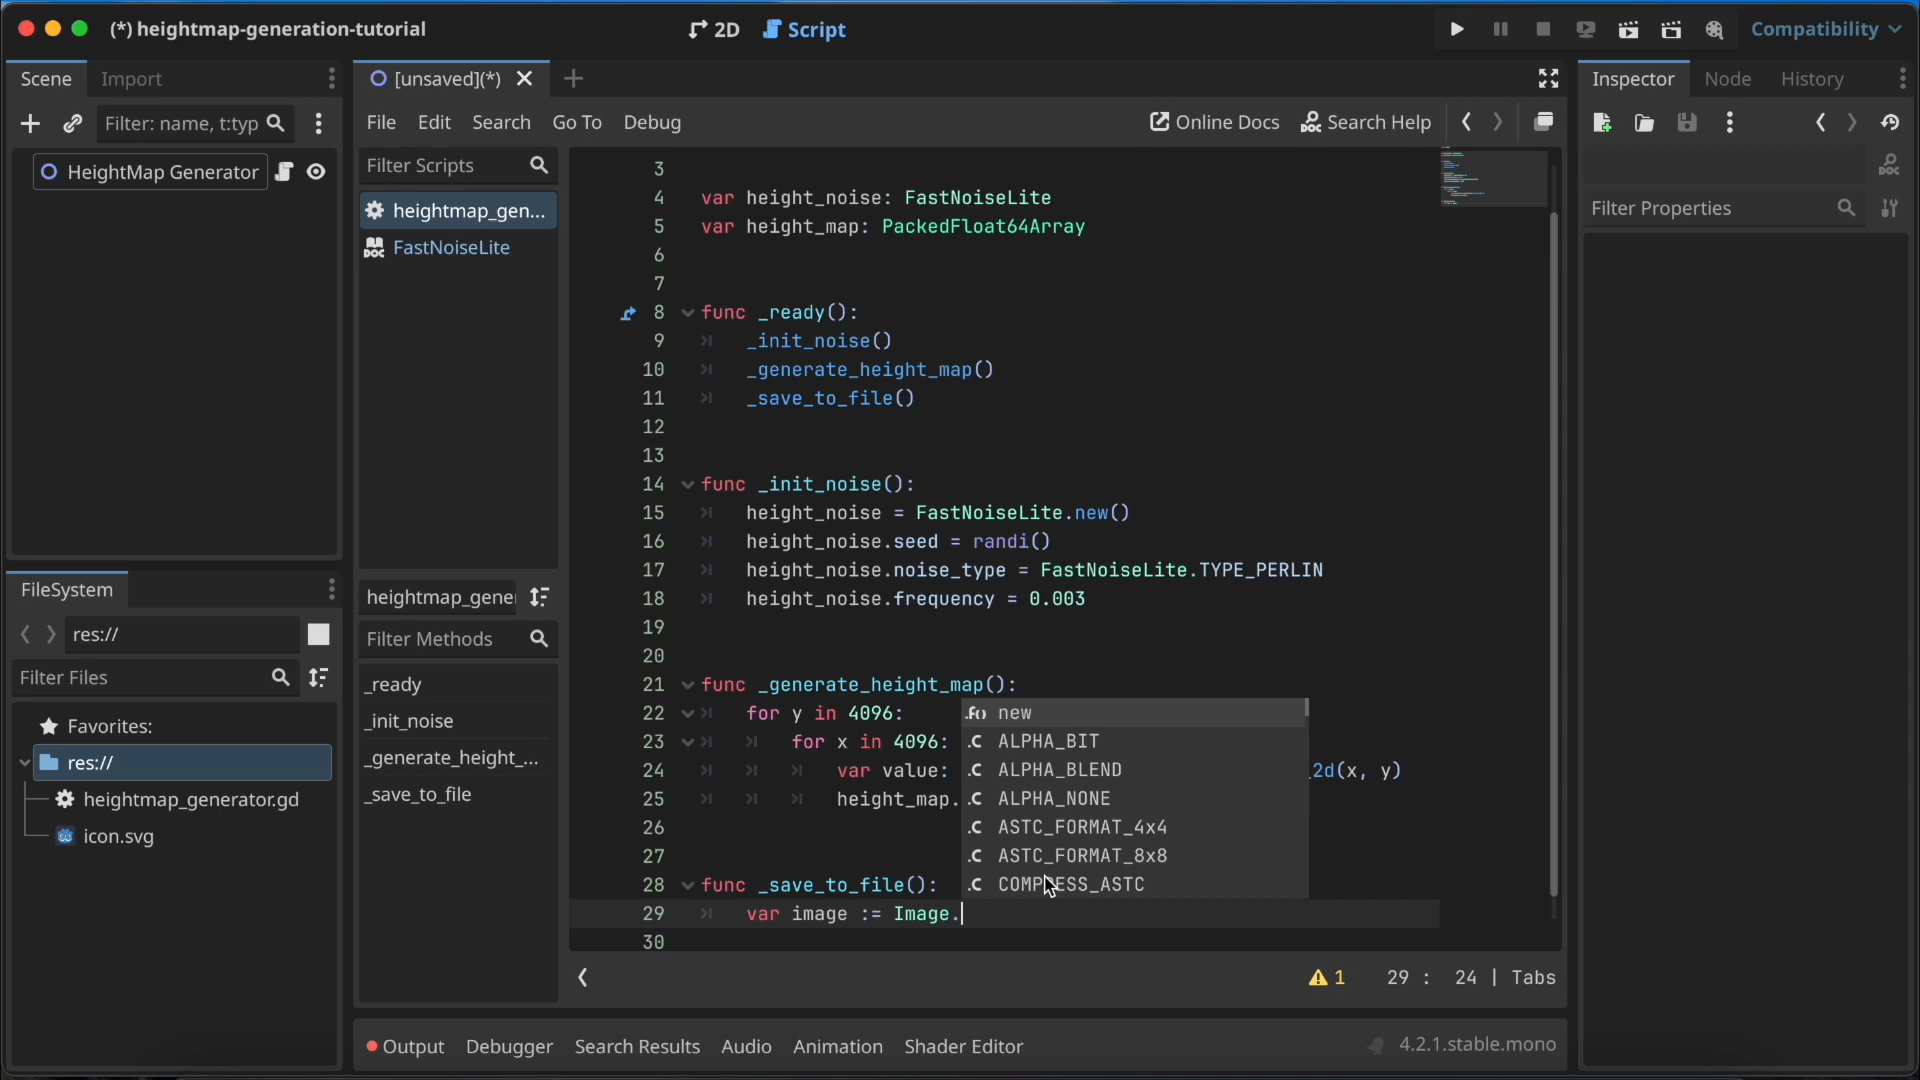 (*) heightmap-generation-tutorial
2D
Script
Compatibility
Scene
Import
Filter: name, t:typ
HeightMap Generator
FileSystem
res://
Filter Files
Favorites:
res://
heightmap_generator.gd
icon.svg
[unsaved](*)
File Edit Search Go To Debug
Online Docs
Search Help
Filter Scripts
heightmap_gen...
FastNoiseLite
heightmap_gene
Filter Methods
_ready
_init_noise
_generate_height_...
_save_to_file
3
4 var height_noise: FastNoiseLite
5 var height_map: PackedFloat64Array
6
7
8 func _ready():
9 _init_noise()
10 _generate_height_map()
11 _save_to_file()
12
13
14 func _init_noise():
15 height_noise = FastNoiseLite.new()
16 height_noise.seed = randi()
17 height_noise.noise_type = FastNoiseLite.TYPE_PERLIN
18 height_noise.frequency = 0.003
19
20
21 func _generate_height_map():
22 for y in 4096:
23 for x in 4096:
24 var value: _2d(x, y)
25 height_map.
26
27
28 func _save_to_file():
29 var image := Image.
30
new
ALPHA_BIT
ALPHA_BLEND
ALPHA_NONE
ASTC_FORMAT_4x4
ASTC_FORMAT_8x8
COMPRESS_ASTC
1 29 : 24 | Tabs
Output Debugger Search Results Audio Animation Shader Editor
4.2.1.stable.mono
Inspector
Node
History
Filter Properties